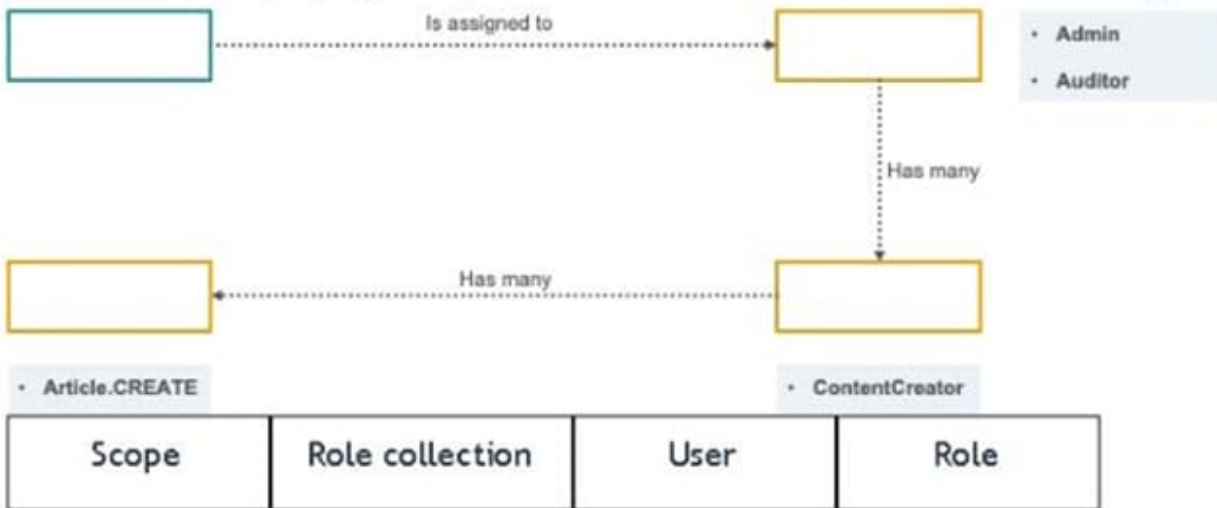 Is assigned to
• Admin
• Auditor
Has many
Has many
• Article.CREATE
• ContentCreator
Scope
Role collection
User
Role